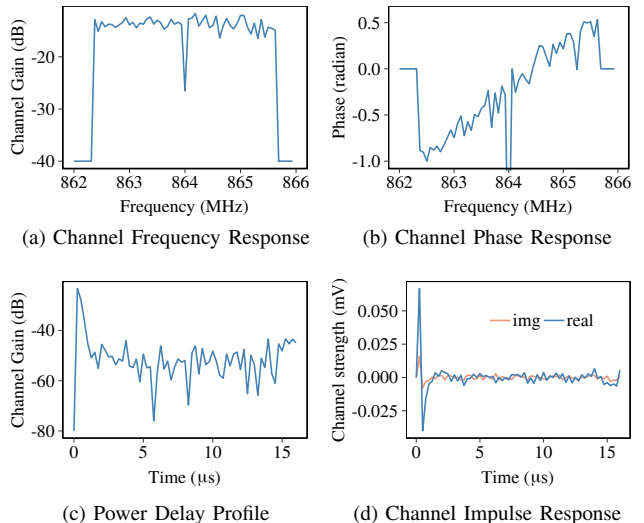 Channel Gain (dB)
-20
-30
-40
862
863
864
865
866
Frequency (MHz)
(a) Channel Frequency Response
Phase (radian)
0.5
0.0
-0.5
-1.0
862
863
864
865
866
Frequency (MHz)
(b) Channel Phase Response
Channel Gain (dB)
-40
-60
-80
0
5
10
15
Time (μs)
(c) Power Delay Profile
Channel strength (mV)
0.050
0.025
0.000
-0.025
img
real
0
5
10
15
Time (μs)
(d) Channel Impulse Response